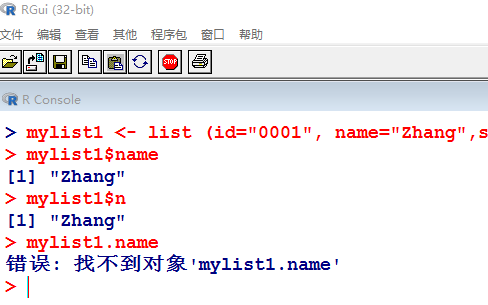 RGui (32-bit)
文件 编辑 查看 其他 程序包 窗口 帮助
STOP
R Console
> mylist1 <- list (id="0001", name="Zhang",s
> mylist1$name
[1] "Zhang"
> mylist1$n
[1] "Zhang"
> mylist1.name
错误: 找不到对象'mylist1.name'
>